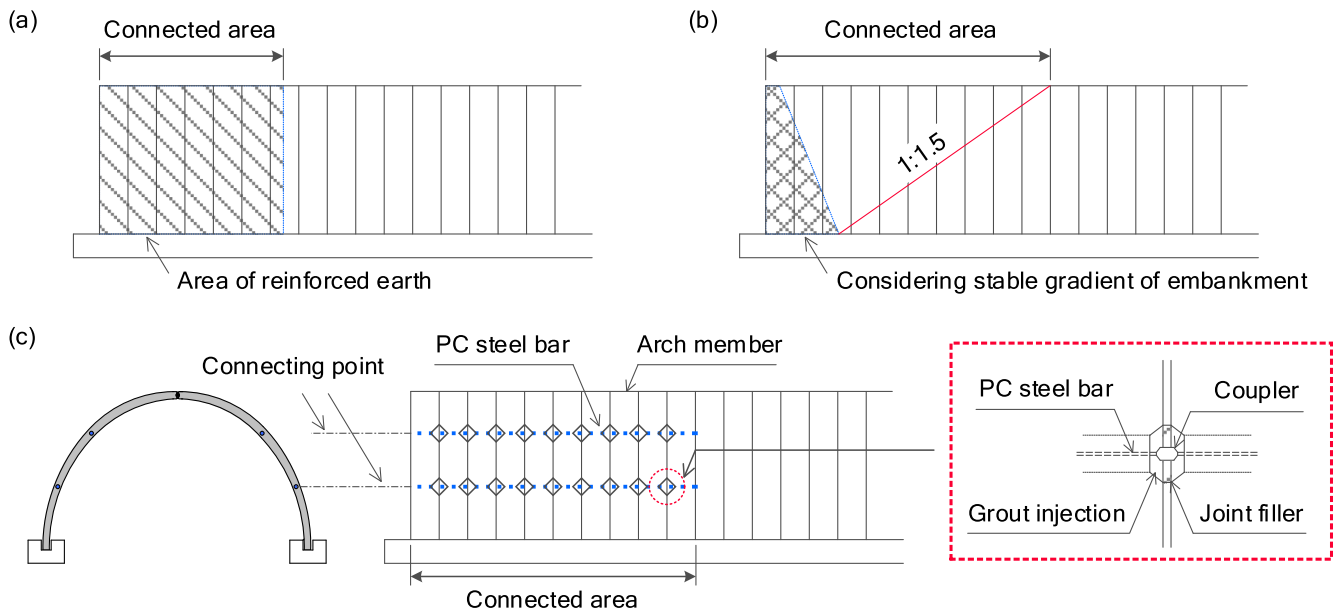 (a)
Connected area
Area of reinforced earth
(b)
Connected area
1:1.5
Considering stable gradient of embankment
(c)
Connecting point
PC steel bar
Arch member
Connected area
PC steel bar
Coupler
Grout injection
Joint filler